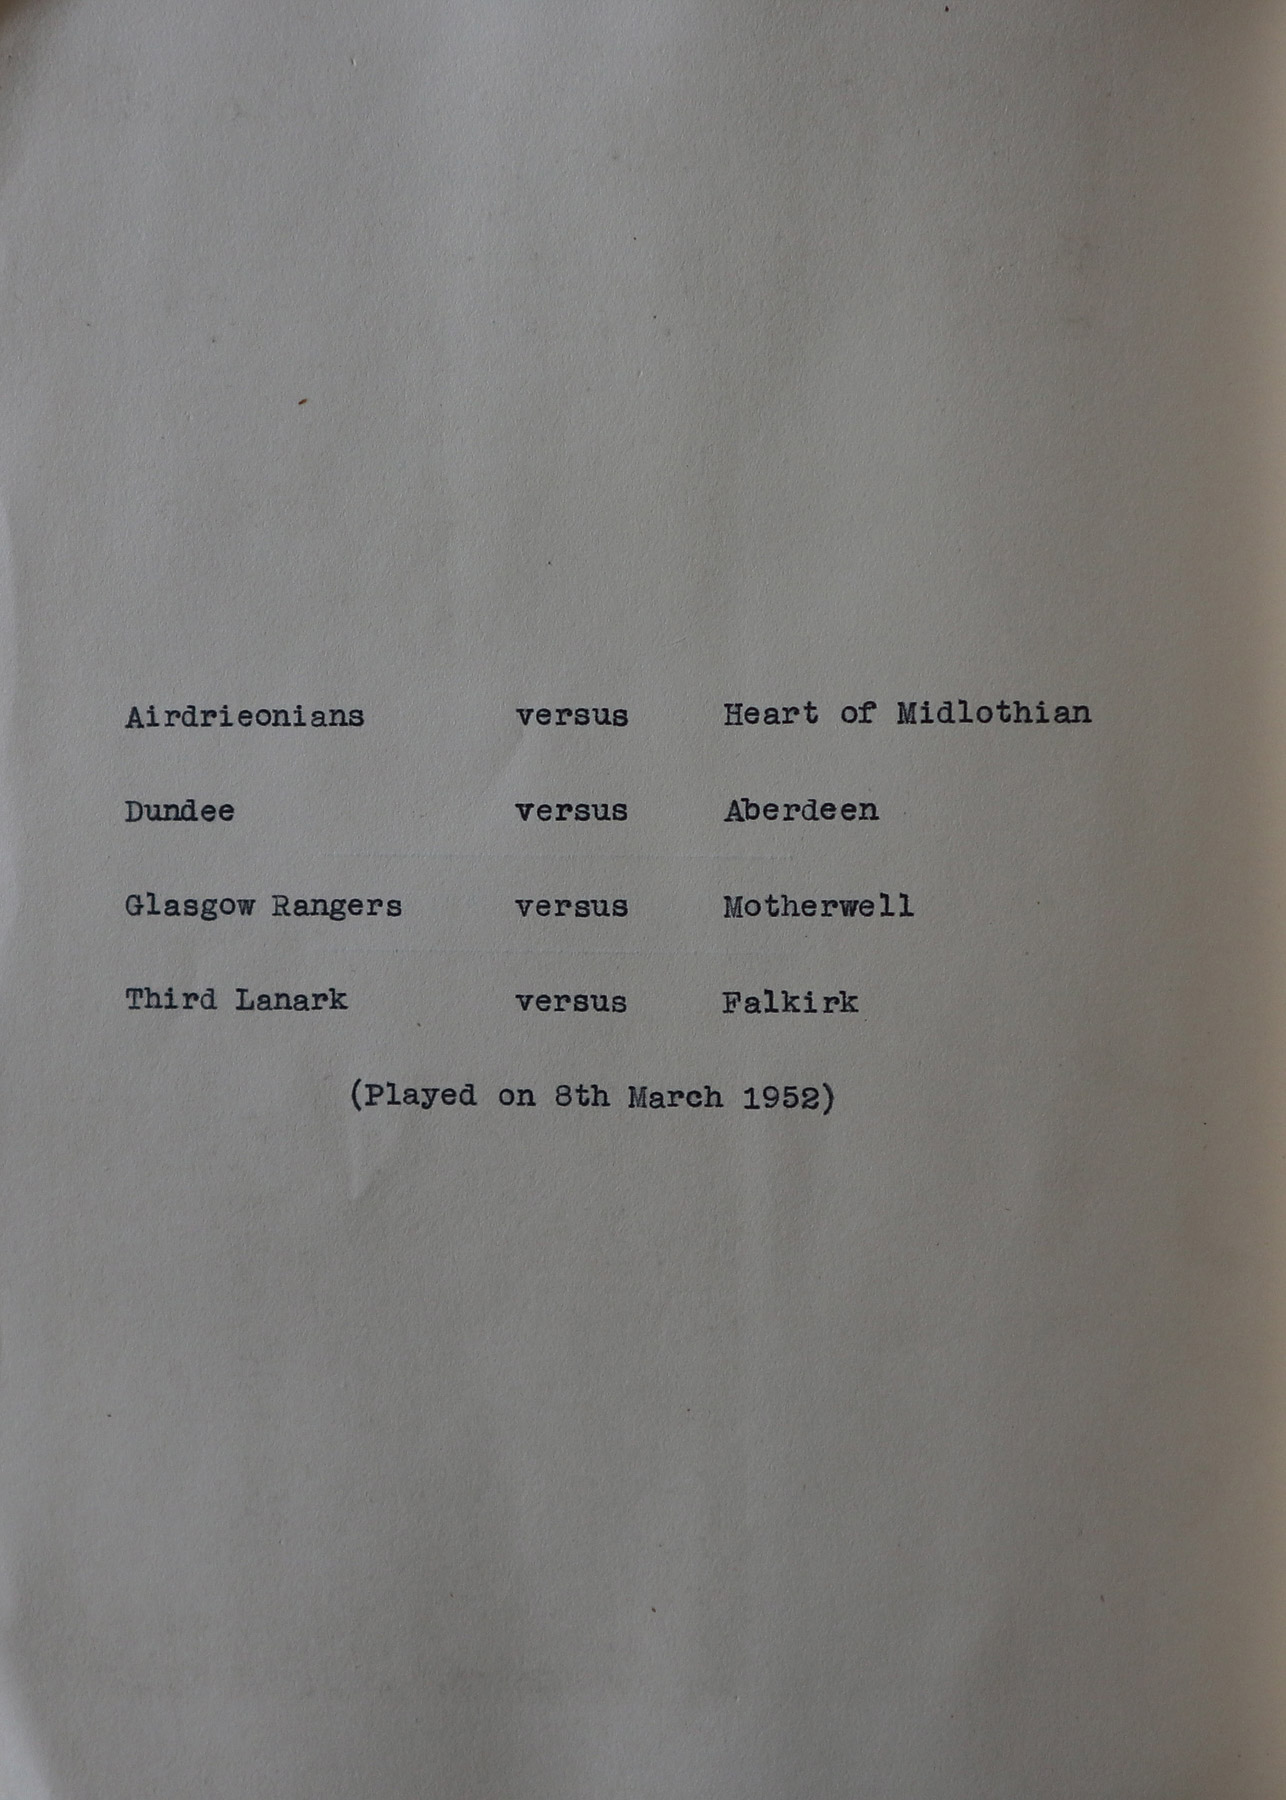 Airdrieonians versus Heart of Midlothian
Dundee versus Aberdeen
Glasgow Rangers versus Motherwell
Third Lanark versus Falkirk
(Played on 8th March 1952)